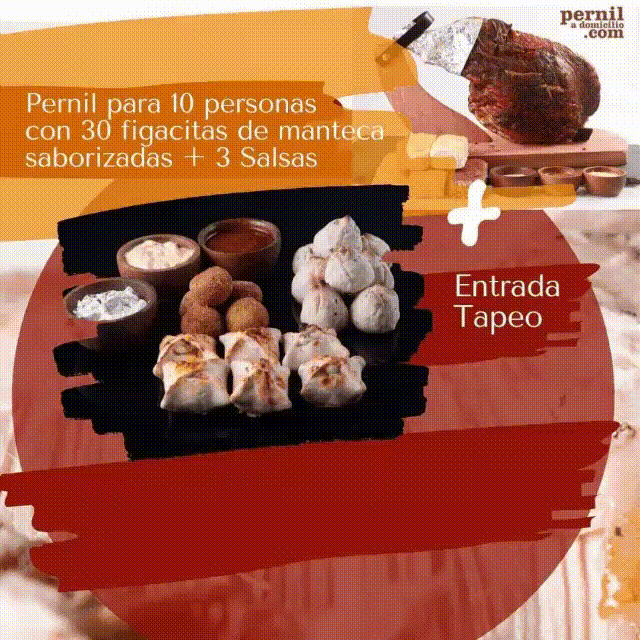 pernil
a domicilio
.com
Pernil para 10 personas
con 30 figacitas de manteca
saborizadas + 3 Salsas
Entrada
Tapeo